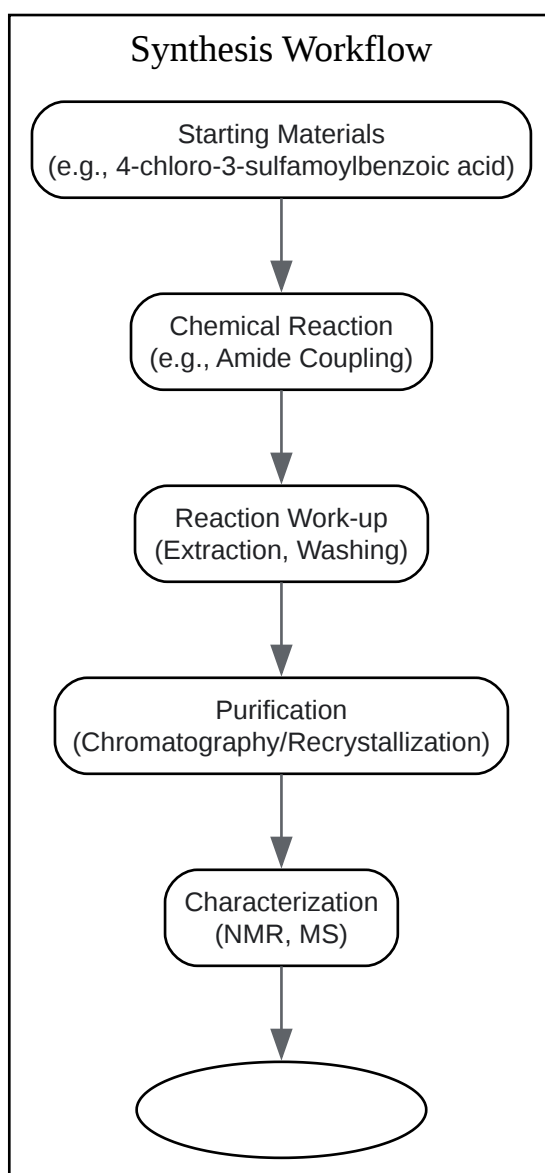 Synthesis Workflow
Starting Materials
(e.g., 4-chloro-3-sulfamoylbenzoic acid)
Chemical Reaction
(e.g., Amide Coupling)
Reaction Work-up
(Extraction, Washing)
Purification
(Chromatography/Recrystallization)
Characterization
(NMR, MS)